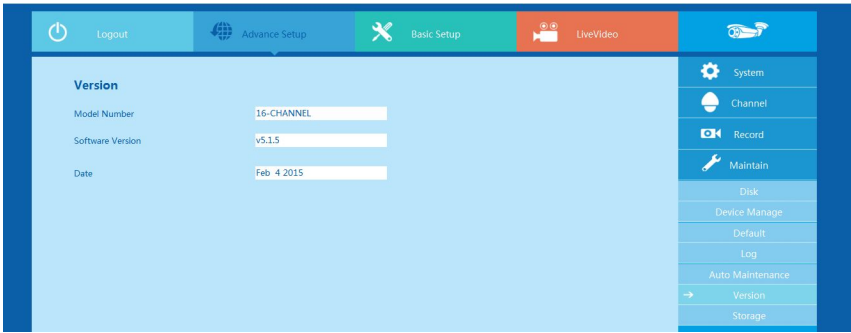 Logout
Advance Setup
Basic Setup
LiveVideo
Version
Model Number 16-CHANNEL
Software Version v5.1.5
Date Feb 4 2015
System
Channel
Record
Maintain
Disk
Device Manage
Default
Log
Auto Maintenance
Version
Storage